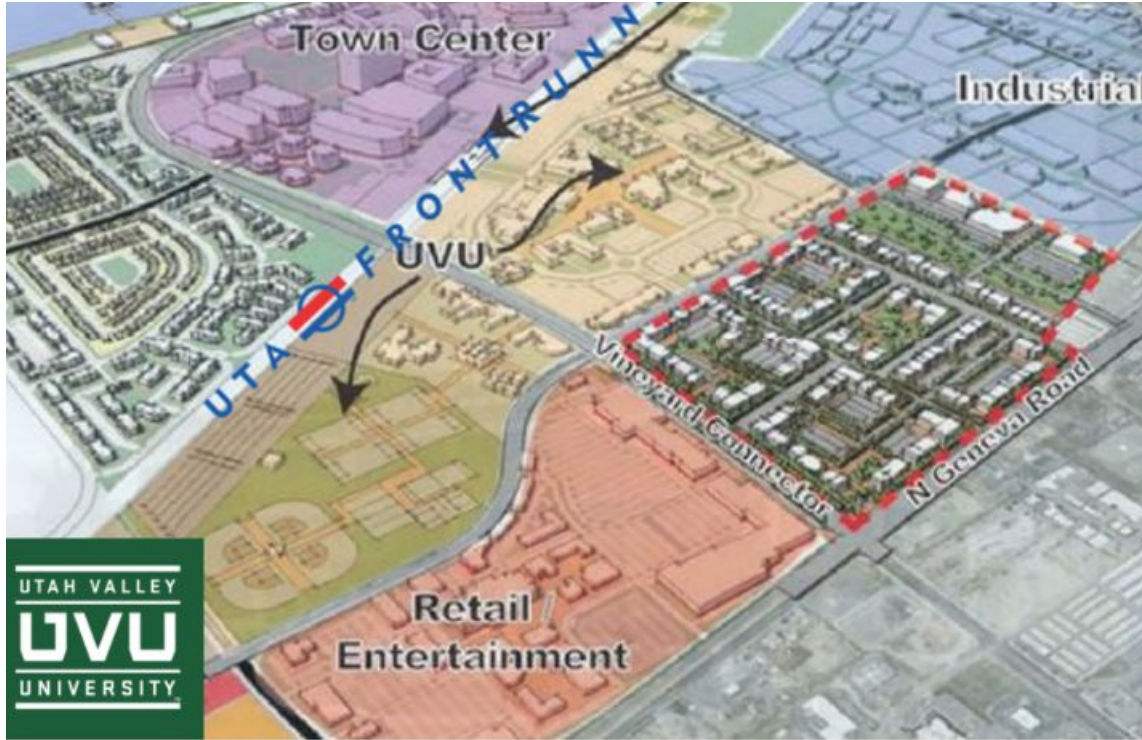 Town Center
Industrial
UTA FRONTRUNN
UVU
Vineyard Connector
N Geneva Road
Retail /
Entertainment
UTAH VALLEY
UVU
UNIVERSITY